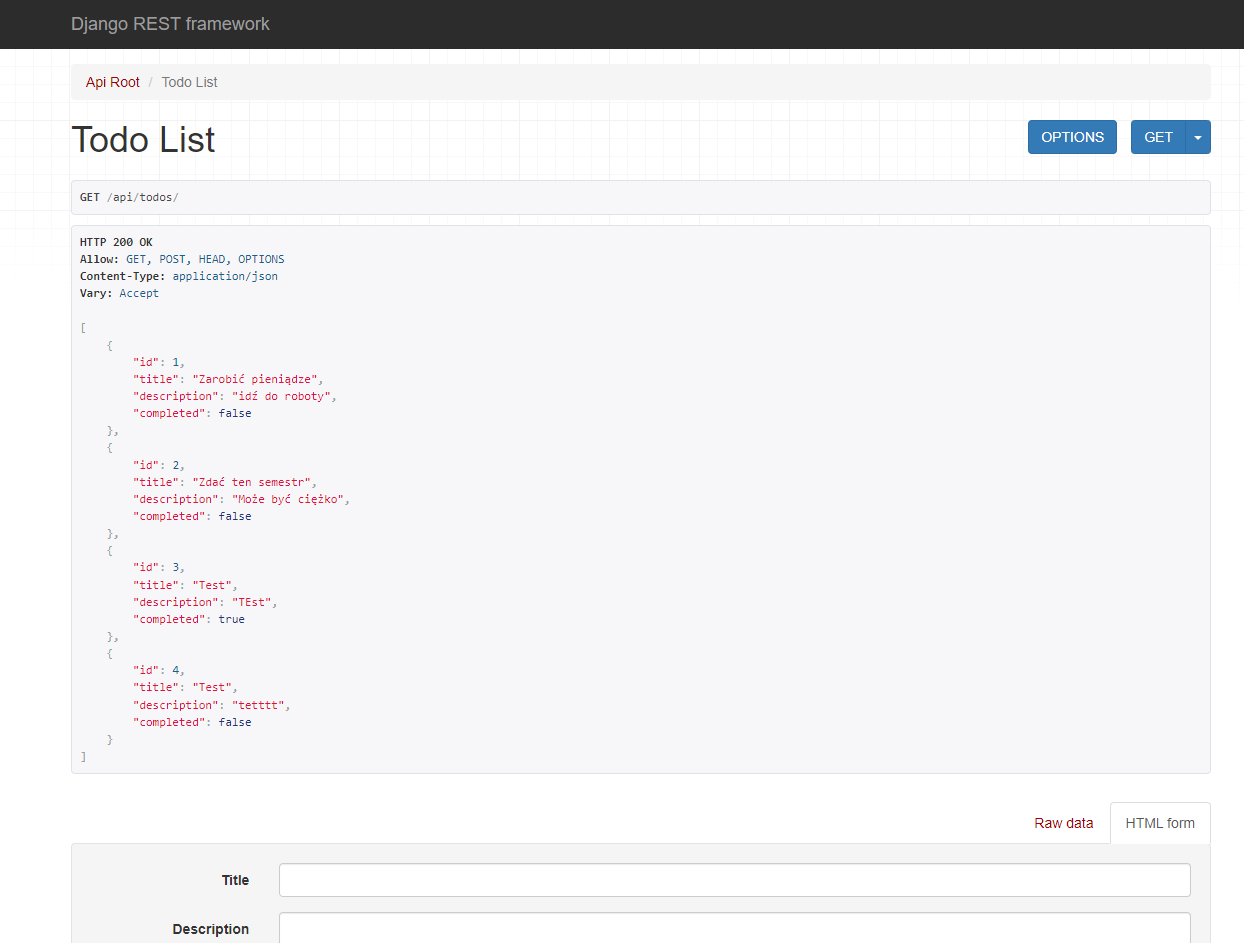 Django REST framework
Api Root / Todo List
Todo List
OPTIONS
GET
GET /api/todos/
HTTP 200 OK
Allow: GET, POST, HEAD, OPTIONS
Content-Type: application/json
Vary: Accept
[
    {
        "id": 1,
        "title": "Zarobić pieniądze",
        "description": "idź do roboty",
        "completed": false
    },
    {
        "id": 2,
        "title": "Zdać ten semestr",
        "description": "Może być ciężko",
        "completed": false
    },
    {
        "id": 3,
        "title": "Test",
        "description": "TEst",
        "completed": true
    },
    {
        "id": 4,
        "title": "Test",
        "description": "tetttt",
        "completed": false
    }
]
Raw data
HTML form
Title
Description